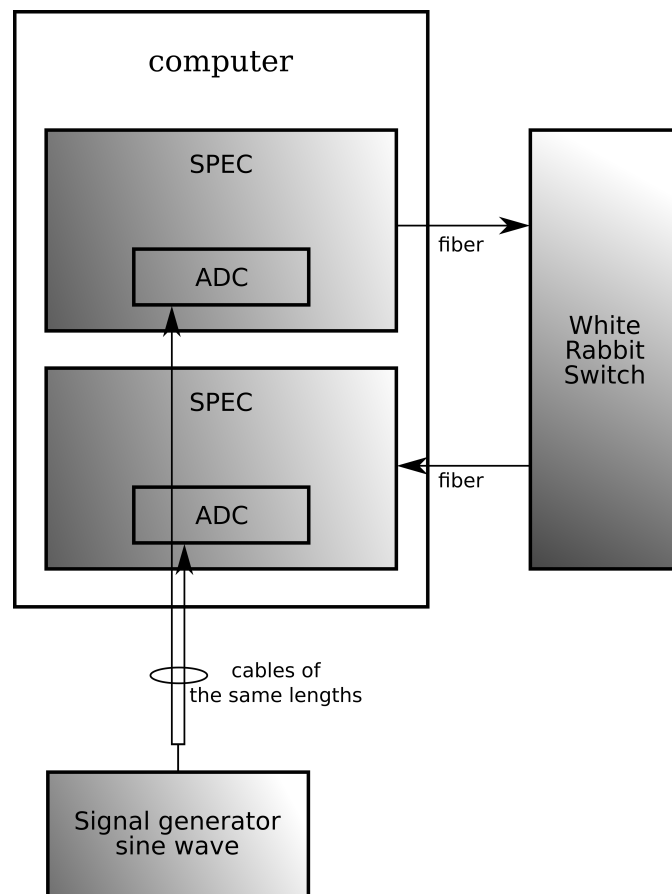 computer
SPEC
ADC
fiber
White
Rabbit
Switch
SPEC
fiber
ADC
cables of
the same lengths
Signal generator
sine wave